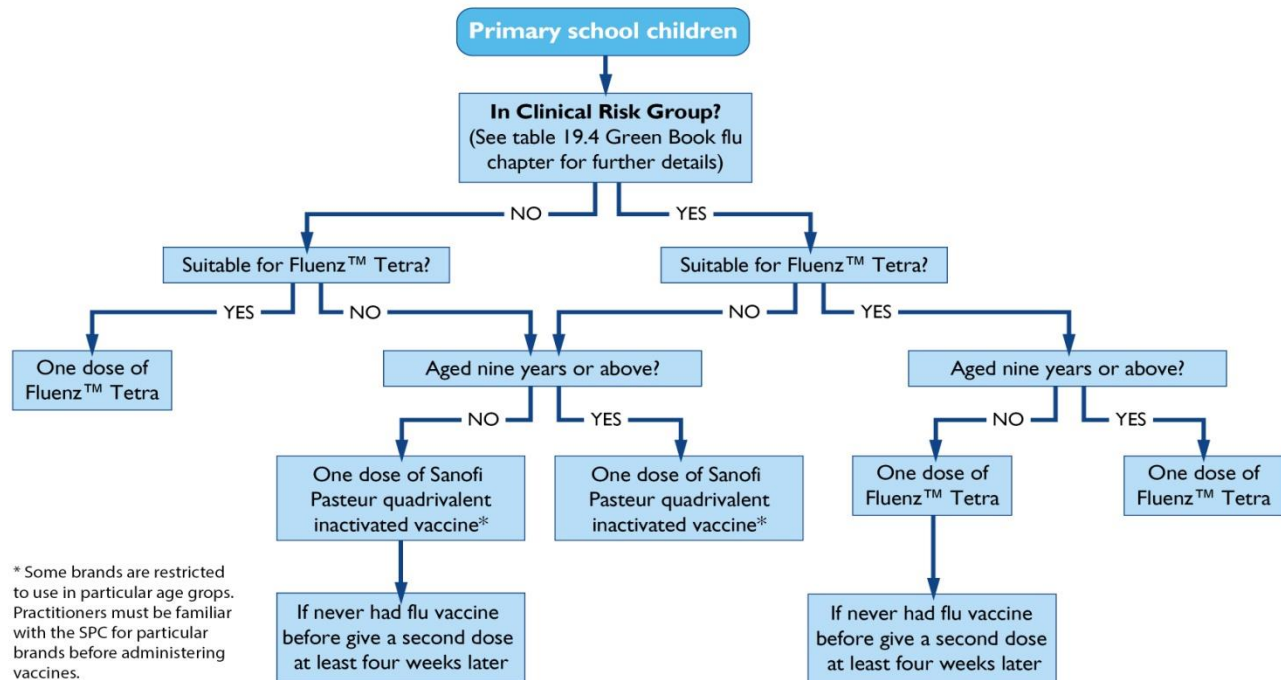 Primary school children
In Clinical Risk Group?
(See table 19.4 Green Book flu
chapter for further details)
NO
YES
Suitable for Fluenz™ Tetra?
Suitable for Fluenz™ Tetra?
YES
NO
NO
YES
One dose of
Fluenz™ Tetra
Aged nine years or above?
Aged nine years or above?
NO
YES
NO
YES
One dose of Sanofi
Pasteur quadrivalent
inactivated vaccine*
One dose of Sanofi
Pasteur quadrivalent
inactivated vaccine*
One dose of
Fluenz™ Tetra
One dose of
Fluenz™ Tetra
* Some brands are restricted
to use in particular age grops.
Practitioners must be familiar
with the SPC for particular
brands before administering
vaccines.
If never had flu vaccine
before give a second dose
at least four weeks later
If never had flu vaccine
before give a second dose
at least four weeks later